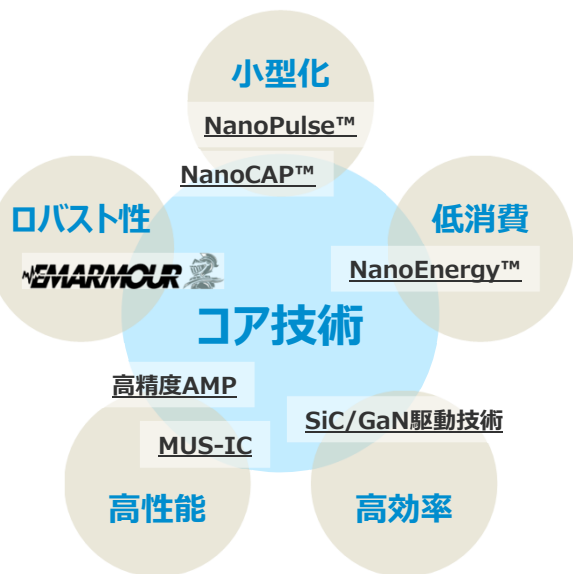 小型化
NanoPulse™
NanoCAP™
ロバスト性
EMARMOUR
低消費
NanoEnergy™
コア技術
高精度AMP
MUS-IC
高性能
SiC/GaN駆動技術
高効率